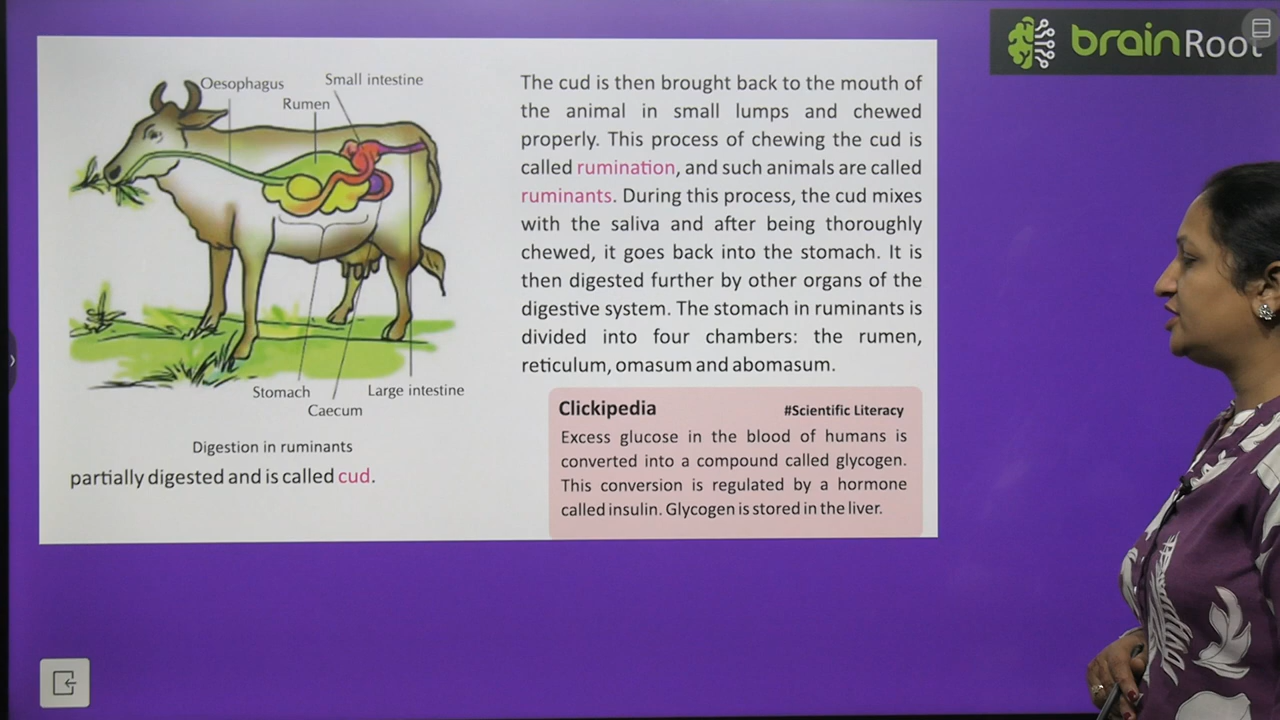 brainRoot
Oesophagus
Small intestine
Rumen
Stomach
Caecum
Large intestine
Digestion in ruminants
partially digested and is called cud.
The cud is then brought back to the mouth of
the animal in small lumps and chewed
properly. This process of chewing the cud is
called rumination, and such animals are called
ruminants. During this process, the cud mixes
with the saliva and after being thoroughly
chewed, it goes back into the stomach. It is
then digested further by other organs of the
digestive system. The stomach in ruminants is
divided into four chambers: the rumen,
reticulum, omasum and abomasum.
Clickipedia #Scientific Literacy
Excess glucose in the blood of humans is
converted into a compound called glycogen.
This conversion is regulated by a hormone
called insulin. Glycogen is stored in the liver.